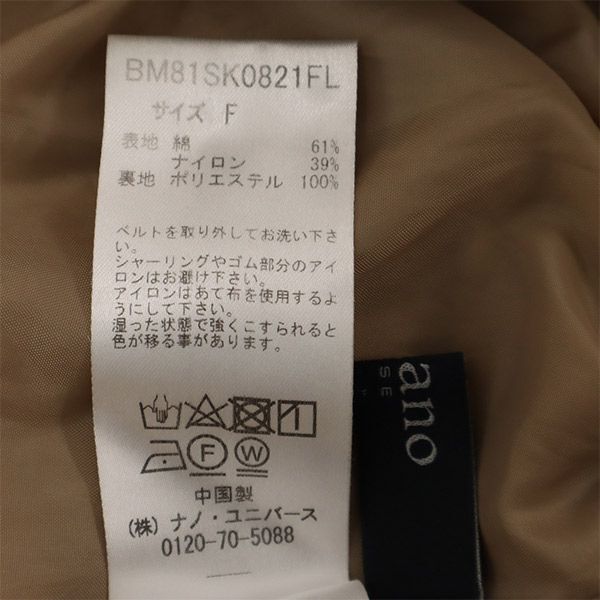 BM81SK0821FL
サイズ F
表地 綿 61%
ナイロン 39%
裏地 ポリエステル 100%
ベルトを取り外してお洗い下さ
い。
シャーリングやゴム部分のアイ
ロンはお避け下さい。
アイロンはあて布を使用するよ
うにして下さい。
湿った状態で強くこすられると
色が移る事があります。
F W
中国製
(株) ナノ・ユニバース
0120-70-5088
ano
SE